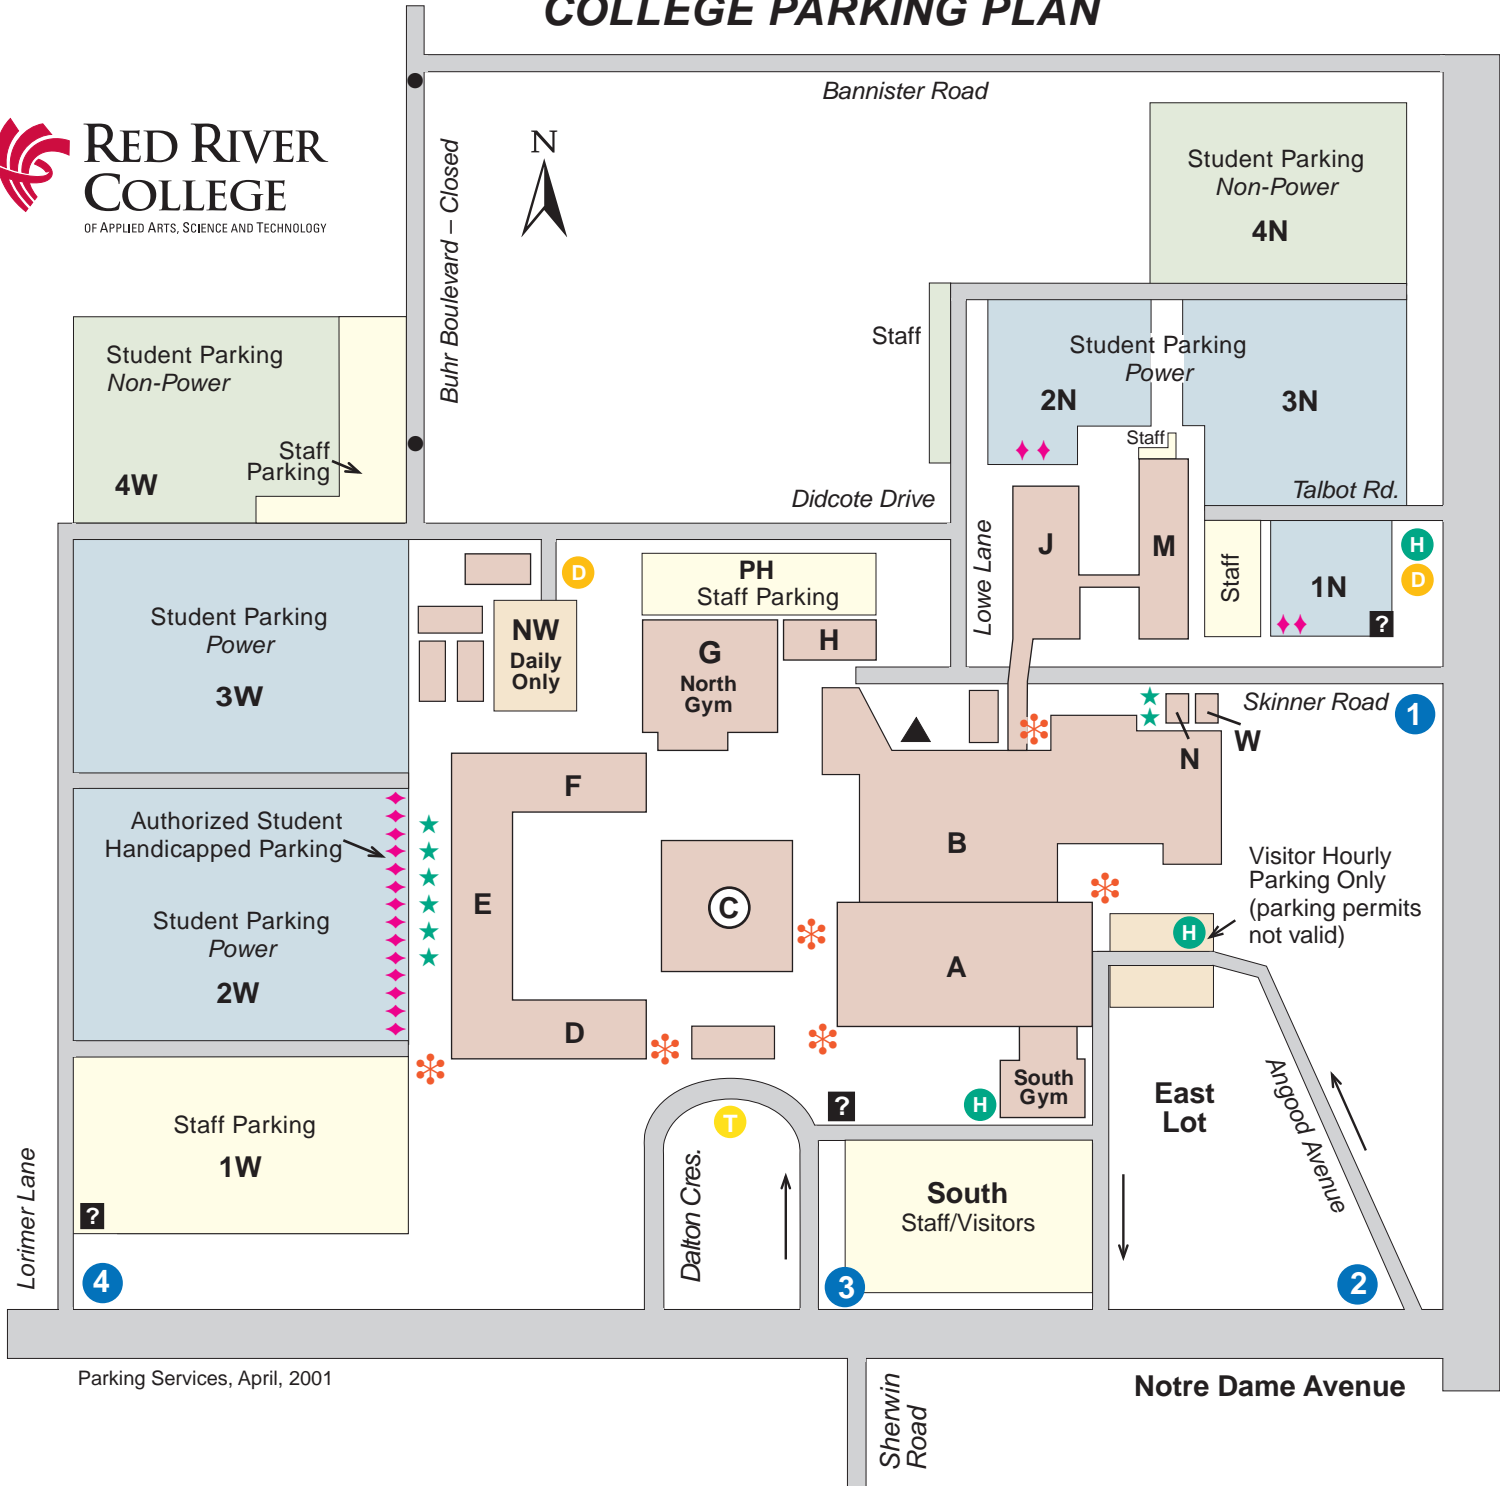 COLLEGE PARKING PLAN
Bannister Road
RED RIVER
COLLEGE
OF APPLIED ARTS, SCIENCE AND TECHNOLOGY
N
Buhr Boulevard – Closed
Student Parking
Non-Power
4N
Staff
Student Parking
Power
2N
3N
Staff
Talbot Rd.
Student Parking
Non-Power
4W
Staff
Parking
Didcote Drive
Lowe Lane
J
M
Staff
1N
H
D
?
D
PH
Staff Parking
NW
Daily
Only
G
North
Gym
H
Student Parking
Power
3W
Skinner Road
1
N
W
F
B
E
C
A
D
Authorized Student
Handicapped Parking
Student Parking
Power
2W
Visitor Hourly
Parking Only
(parking permits
not valid)
H
South
Gym
H
?
T
East
Lot
Angood Avenue
Staff Parking
1W
?
Lorimer Lane
Dalton Cres.
South
Staff/Visitors
4
3
2
Parking Services, April, 2001
Sherwin
Road
Notre Dame Avenue